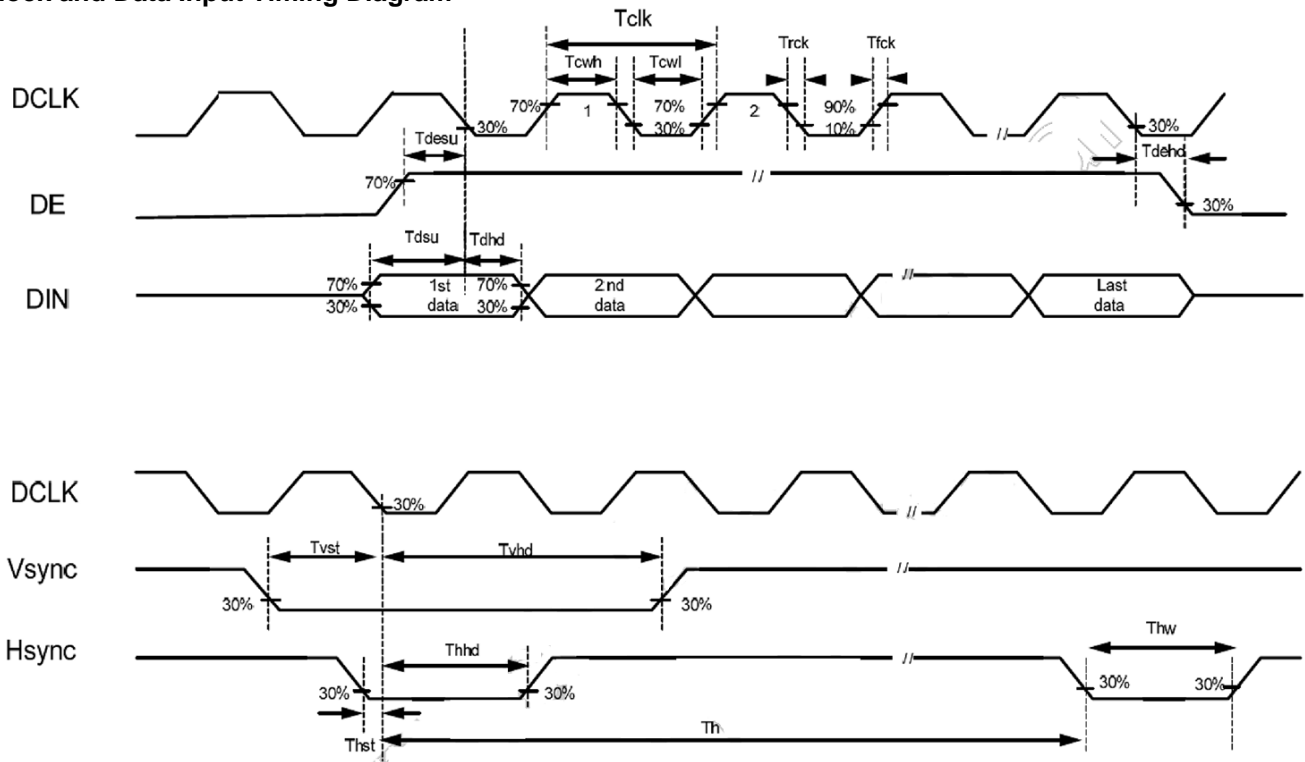 Clock and Data Input Timing Diagram
Tclk
Trck Tfck
Tcwh Tcwl
DCLK
70% 1 70% 2 90%
30% 30% 10% // 30%
Tdesu Tdehd
DE
70% // 30%
Tdsu Tdhd
DIN
70% 1st 70% 2nd // Last
30% data 30% data data
DCLK
30% //
Tvst Tvhd
Vsync
30% 30% //
Hsync
Thhd // Thw
30% 30% 30% 30%
Thst Th